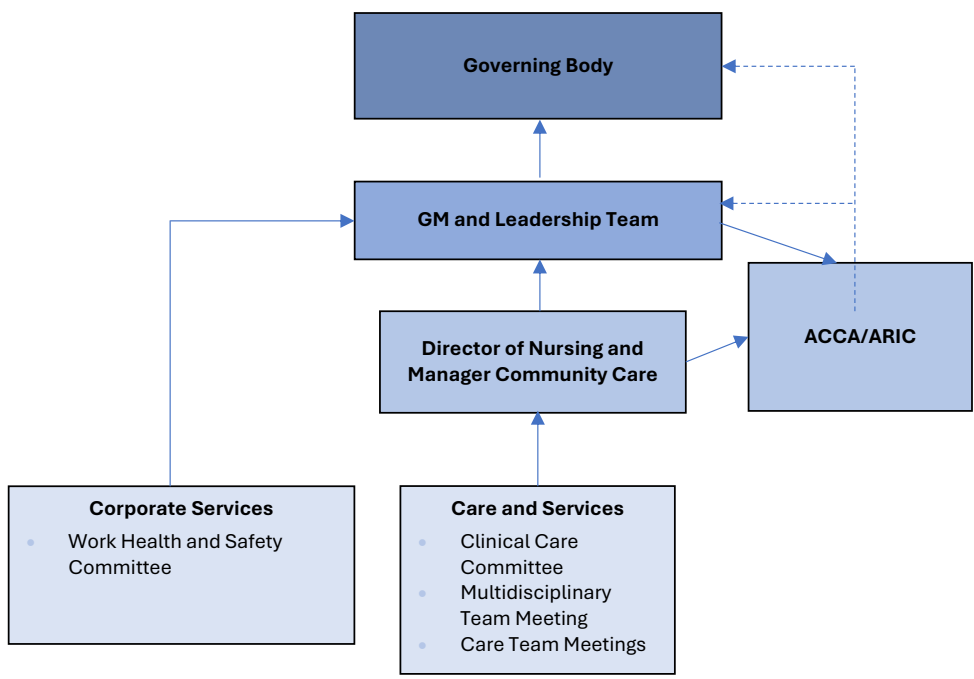 Governing Body
GM and Leadership Team
Director of Nursing and
Manager Community Care
ACCA/ARIC
Corporate Services
Work Health and Safety
Committee
Care and Services
Clinical Care
Committee
Multidisciplinary
Team Meeting
Care Team Meetings